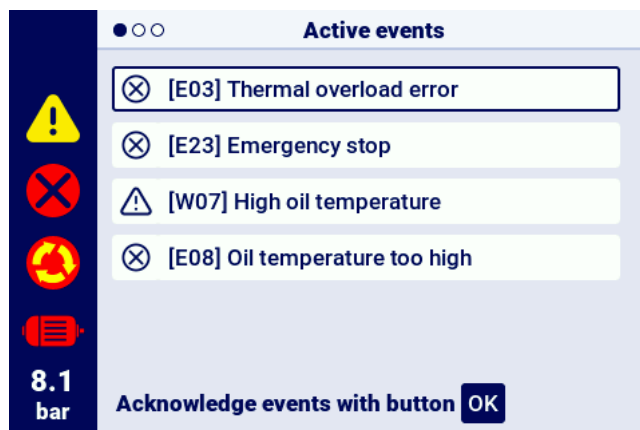 Active events
[E03] Thermal overload error
[E23] Emergency stop
[W07] High oil temperature
[E08] Oil temperature too high
8.1
bar
Acknowledge events with button OK